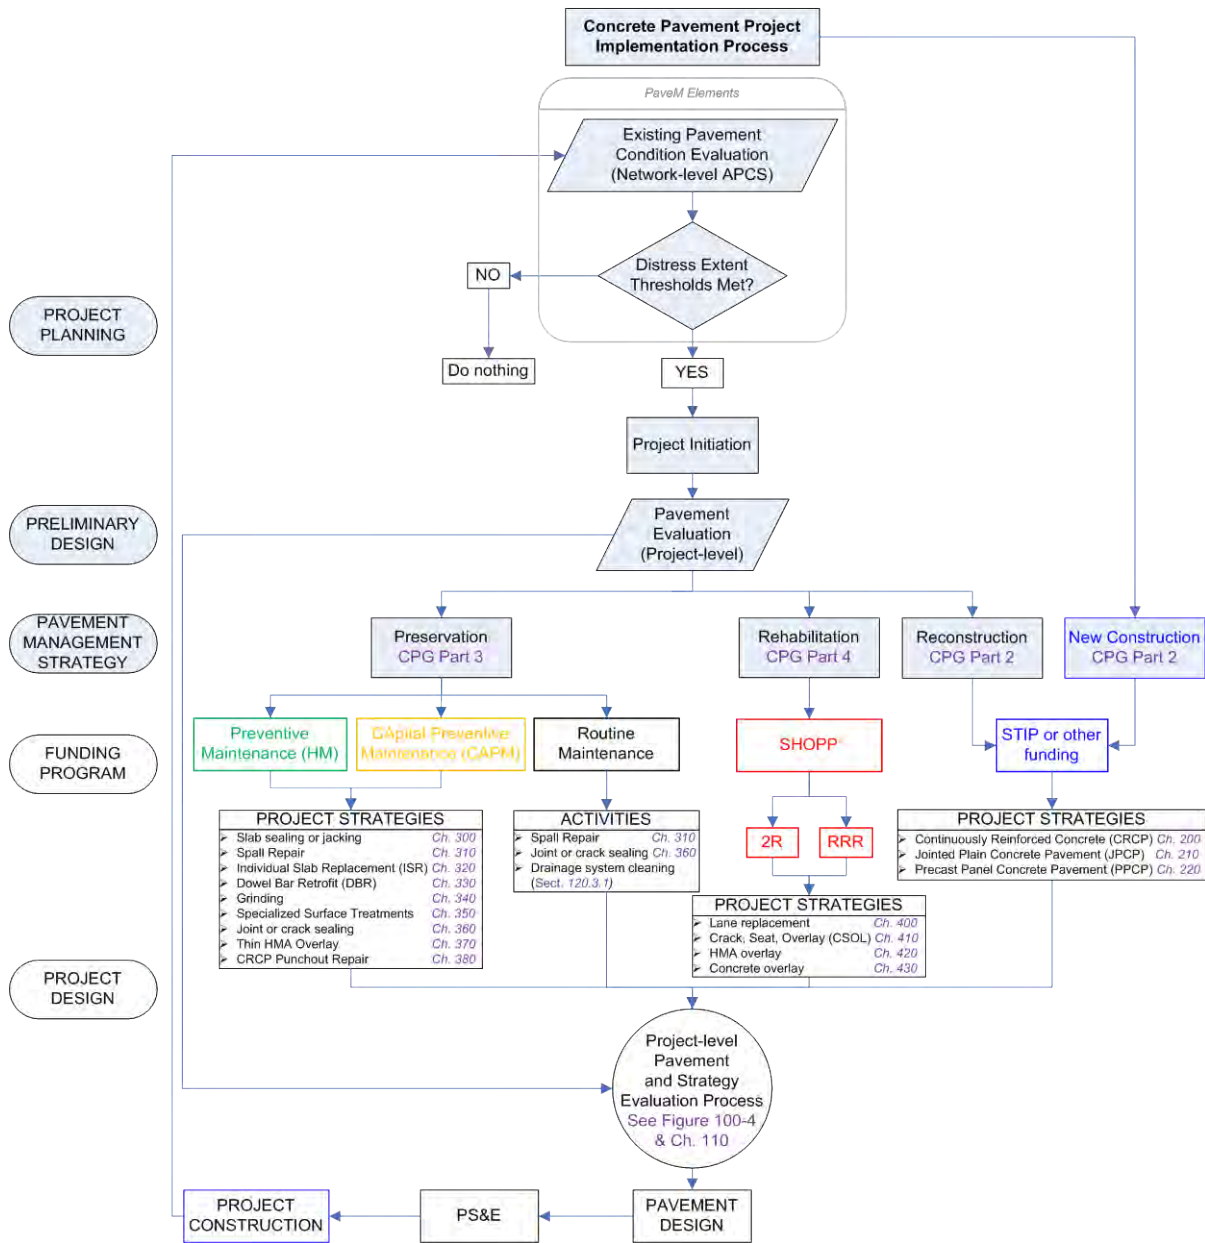 Concrete Pavement Project
Implementation Process
PaveM Elements
Existing Pavement
Condition Evaluation
(Network-level APCS)
Distress Extent
Thresholds Met?
NO
Do nothing
YES
PROJECT
PLANNING
Project Initiation
PRELIMINARY
DESIGN
Pavement
Evaluation
(Project-level)
PAVEMENT
MANAGEMENT
STRATEGY
Preservation
CPG Part 3
Rehabilitation
CPG Part 4
Reconstruction
CPG Part 2
New Construction
CPG Part 2
FUNDING
PROGRAM
Preventive
Maintenance (HM)
CApital Preventive
Maintenance (CAPM)
Routine
Maintenance
SHOPP
STIP or other
funding
2R
RRR
PROJECT STRATEGIES
➢ Slab sealing or jacking Ch. 300
➢ Spall Repair Ch. 310
➢ Individual Slab Replacement (ISR) Ch. 320
➢ Dowel Bar Retrofit (DBR) Ch. 330
➢ Grinding Ch. 340
➢ Specialized Surface Treatments Ch. 350
➢ Joint or crack sealing Ch. 360
➢ Thin HMA Overlay Ch. 370
➢ CRCP Punchout Repair Ch. 380
ACTIVITIES
➢ Spall Repair Ch. 310
➢ Joint or crack sealing Ch. 360
➢ Drainage system cleaning
(Sect. 120.3.1)
PROJECT STRATEGIES
➢ Lane replacement Ch. 400
➢ Crack, Seat, Overlay (CSOL) Ch. 410
➢ HMA overlay Ch. 420
➢ Concrete overlay Ch. 430
PROJECT STRATEGIES
➢ Continuously Reinforced Concrete (CRCP) Ch. 200
➢ Jointed Plain Concrete Pavement (JPCP) Ch. 210
➢ Precast Panel Concrete Pavement (PPCP) Ch. 220
PROJECT
DESIGN
Project-level
Pavement
and Strategy
Evaluation Process
See Figure 100-4
& Ch. 110
PROJECT
CONSTRUCTION
PS&E
PAVEMENT
DESIGN